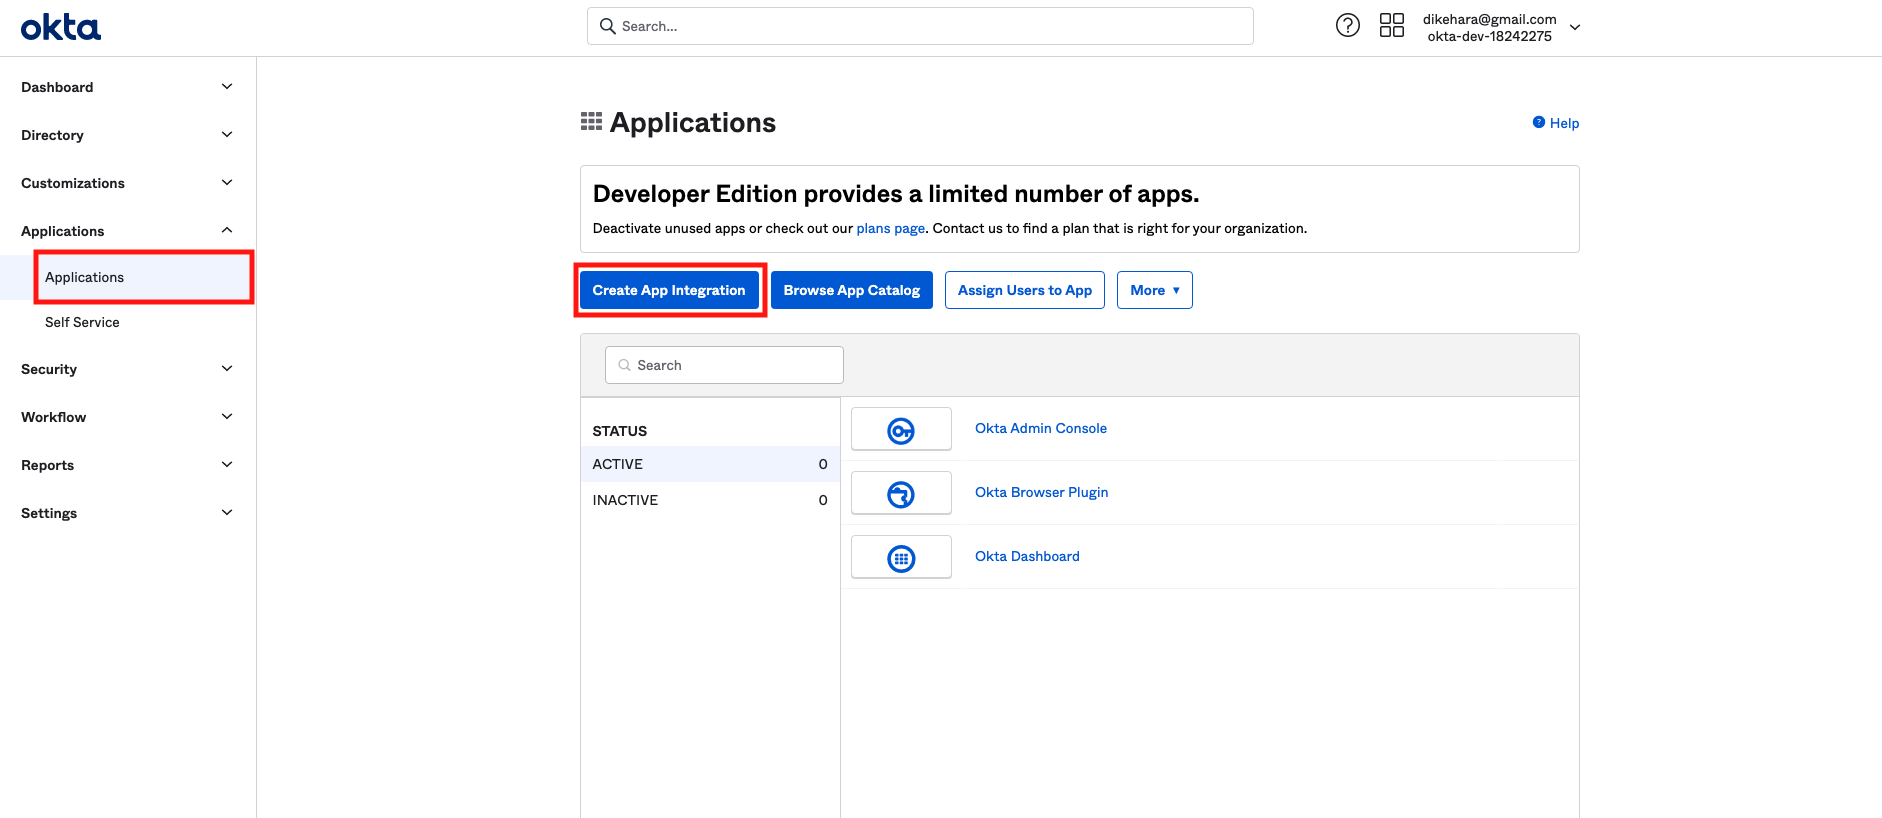 okta
Search...
dikehara@gmail.com
okta-dev-18242275
Dashboard
Directory
Customizations
Applications
Applications
Self Service
Security
Workflow
Reports
Settings
Applications
Help
Developer Edition provides a limited number of apps.
Deactivate unused apps or check out our plans page. Contact us to find a plan that is right for your organization.
Create App Integration
Browse App Catalog
Assign Users to App
More
Search
STATUS
ACTIVE 0
INACTIVE 0
Okta Admin Console
Okta Browser Plugin
Okta Dashboard